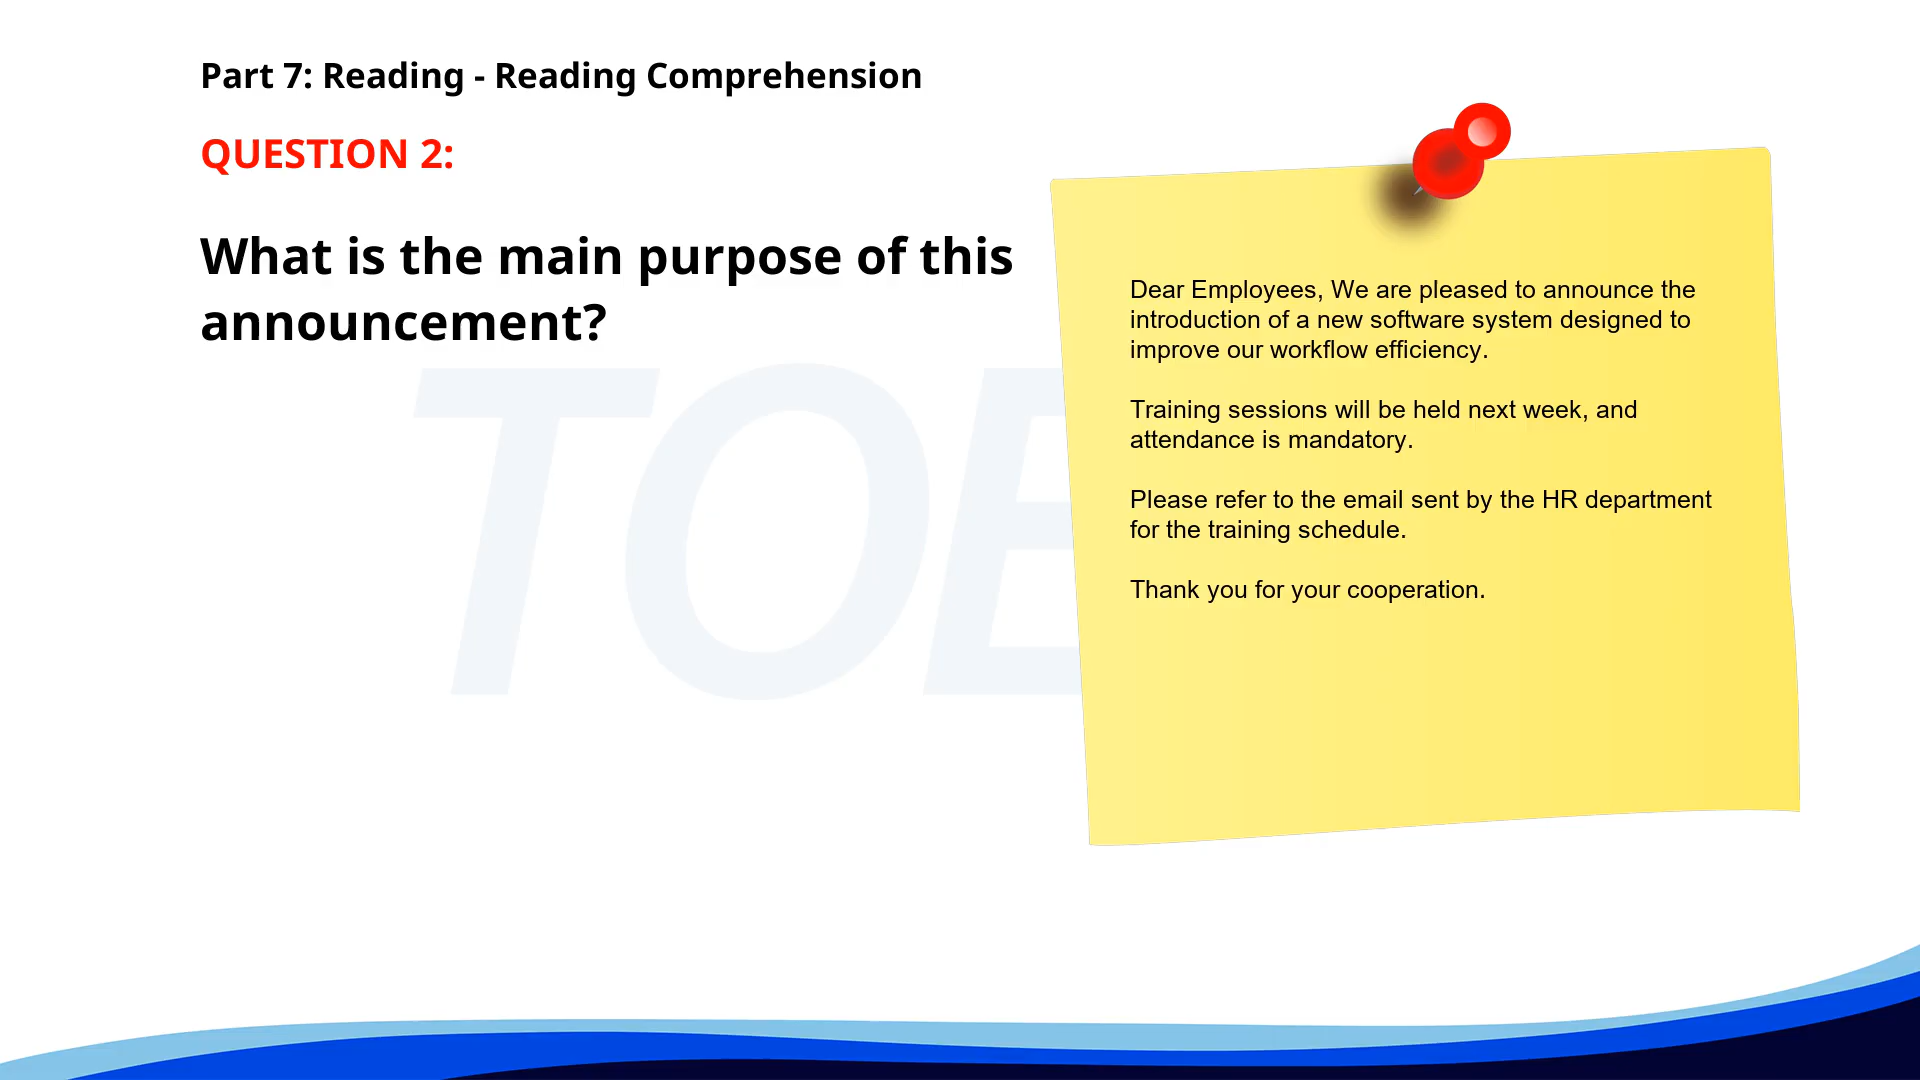 Part 7: Reading - Reading Comprehension
QUESTION 2:
What is the main purpose of this
announcement?
TOE
Dear Employees, We are pleased to announce the
introduction of a new software system designed to
improve our workflow efficiency.
Training sessions will be held next week, and
attendance is mandatory.
Please refer to the email sent by the HR department
for the training schedule.
Thank you for your cooperation.